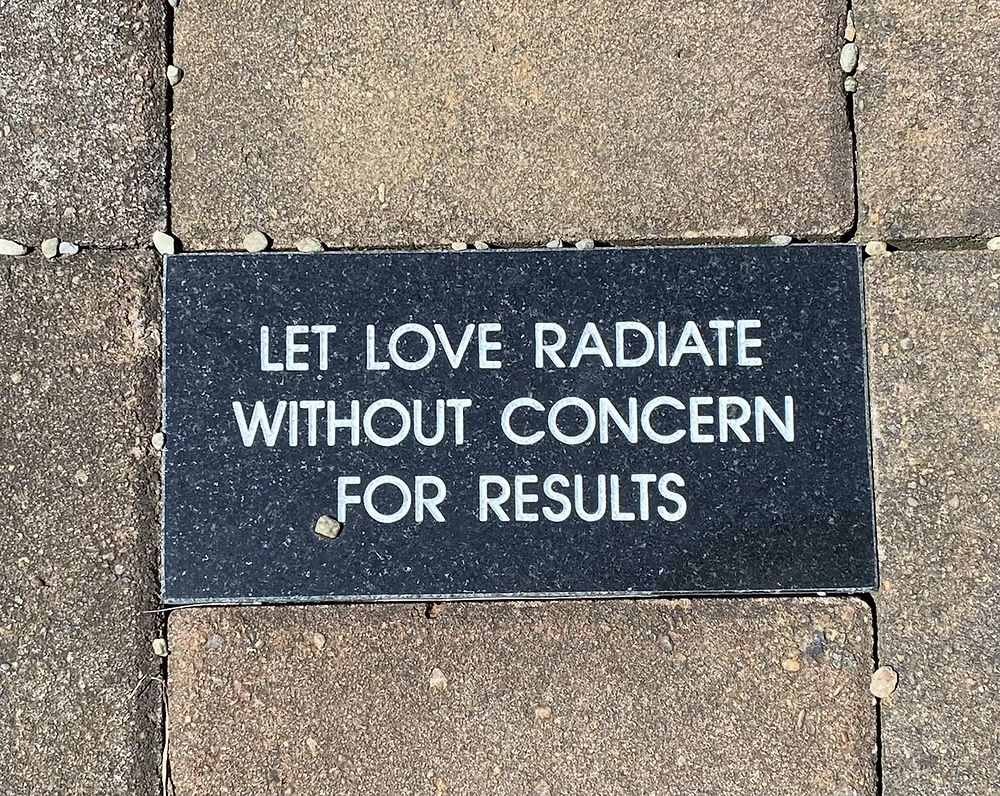 LET LOVE RADIATE
WITHOUT CONCERN
FOR RESULTS